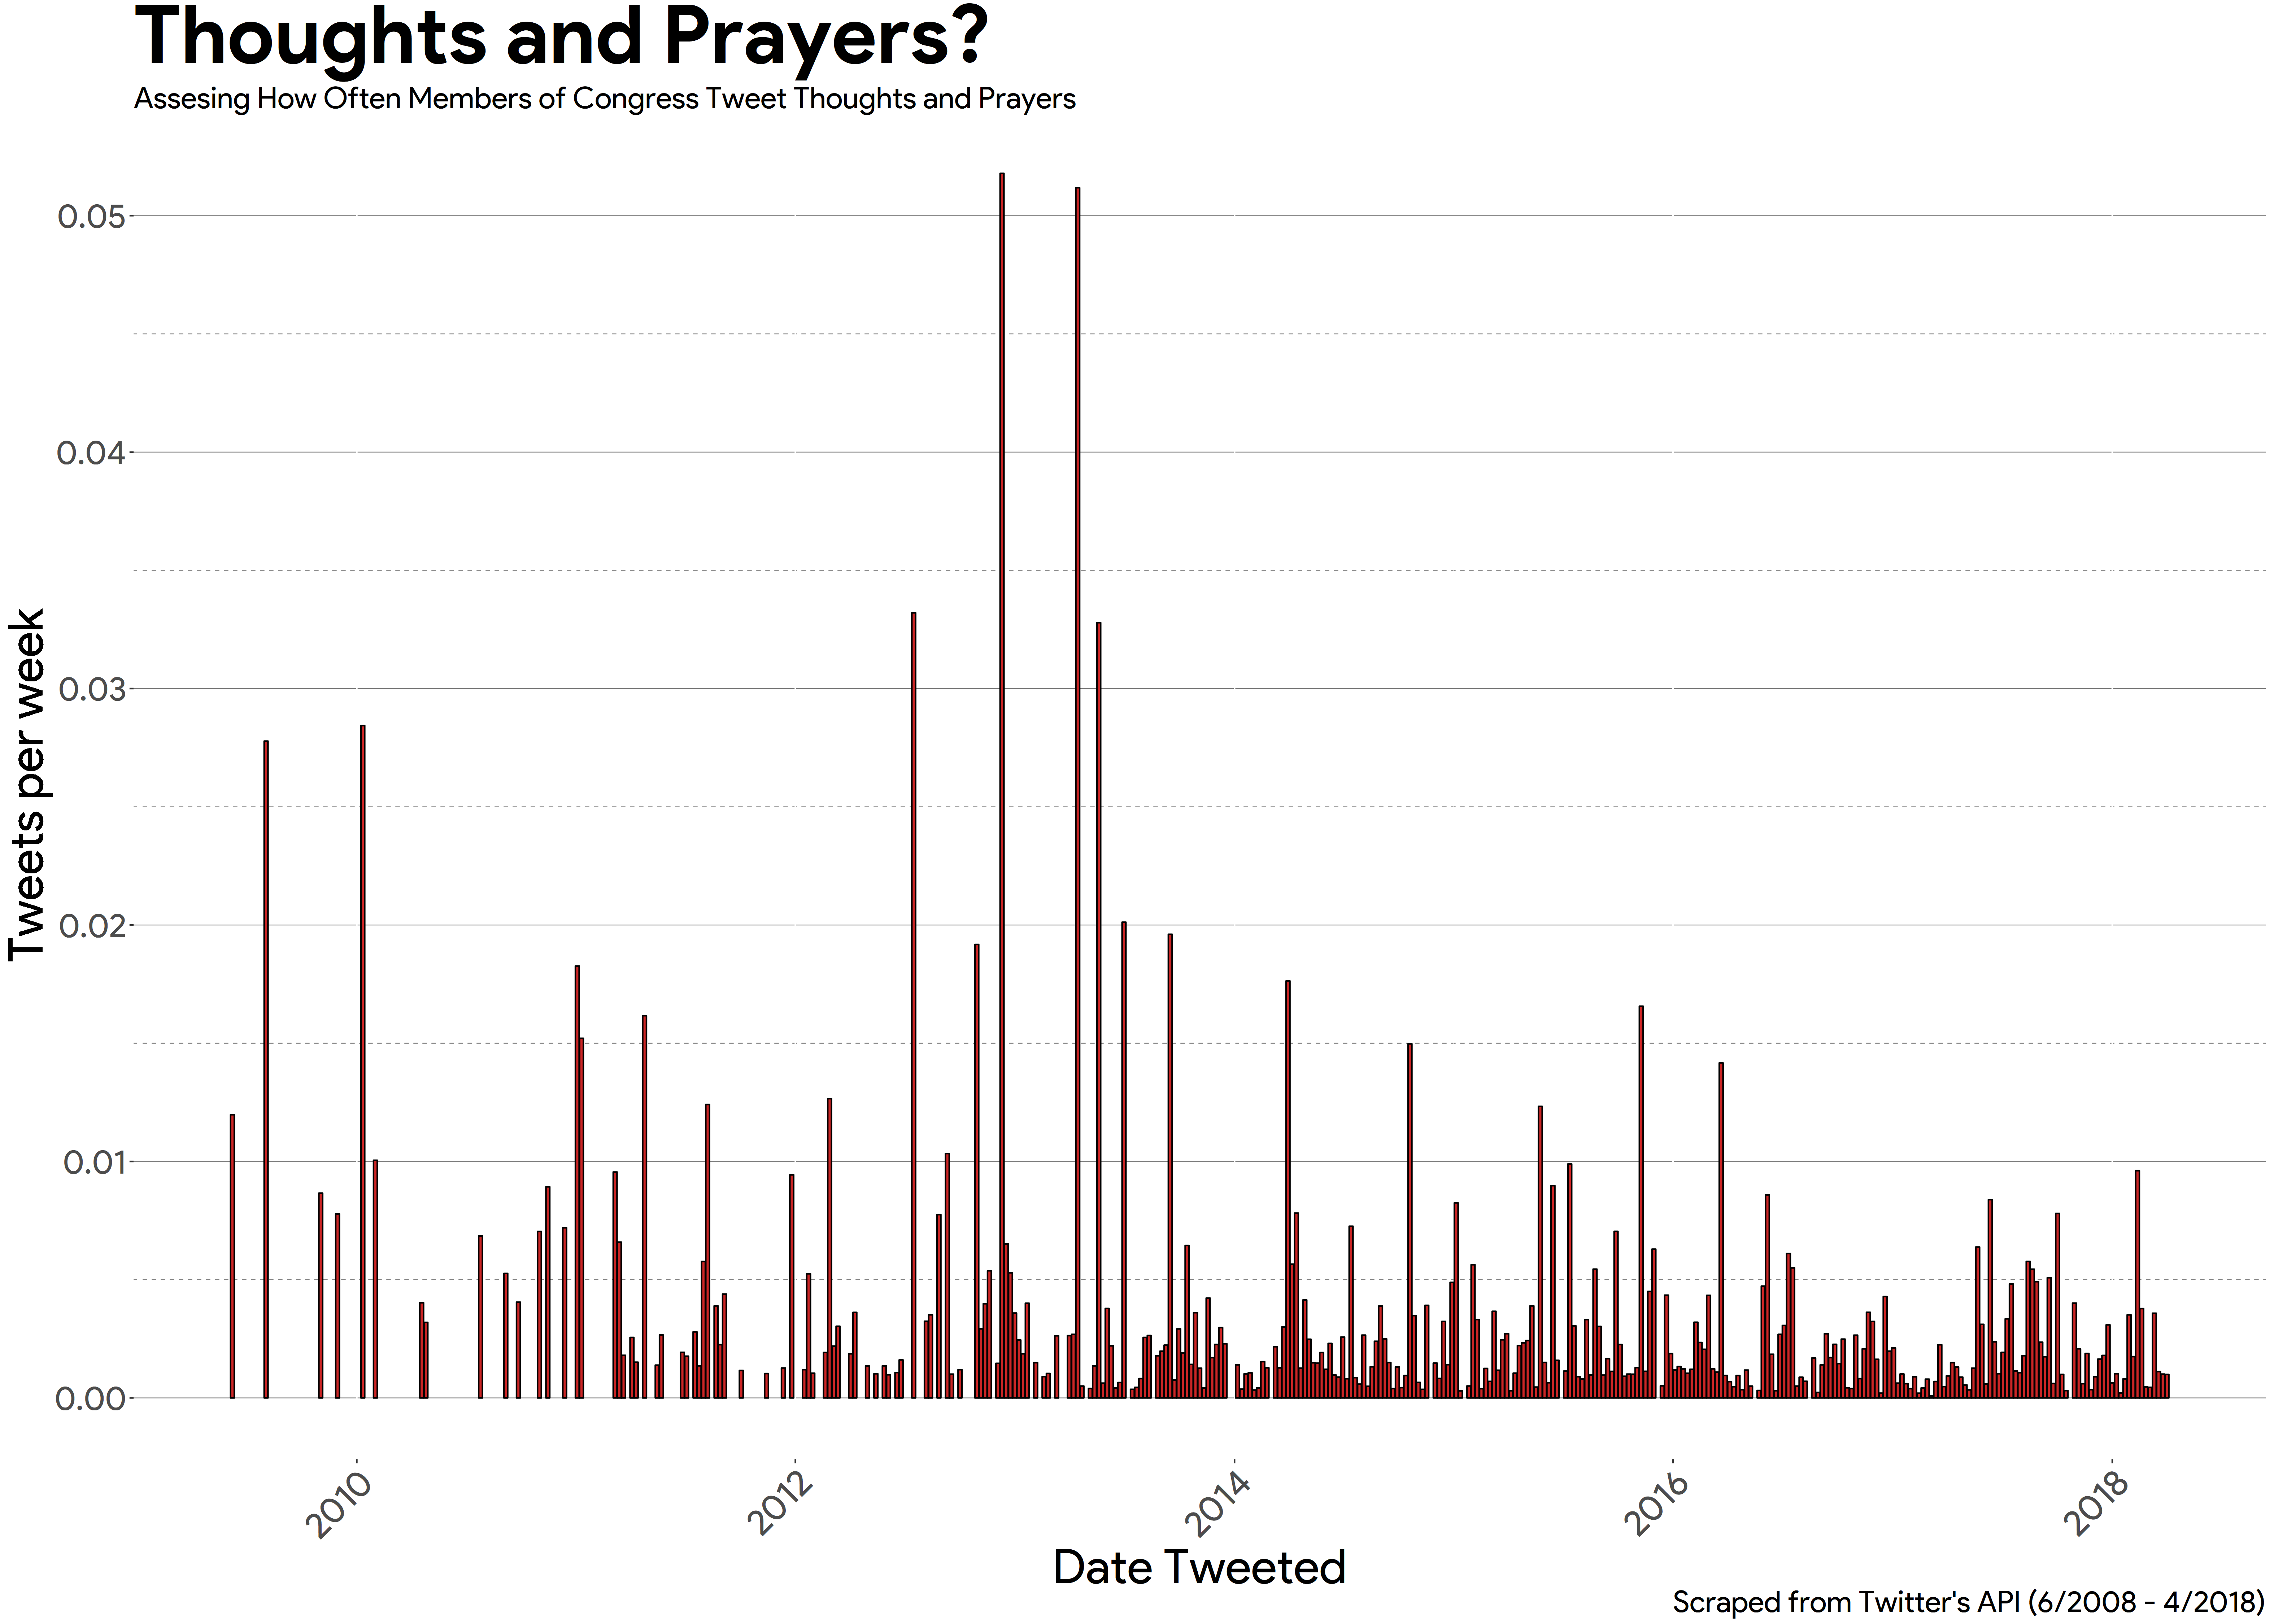 Thoughts and Prayers?
Assesing How Often Members of Congress Tweet Thoughts and Prayers
0.05
0.04
0.03
0.02
0.01
0.00
Tweets per week
2010
2012
2014
2016
2018
Date Tweeted
Scraped from Twitter's API (6/2008 - 4/2018)